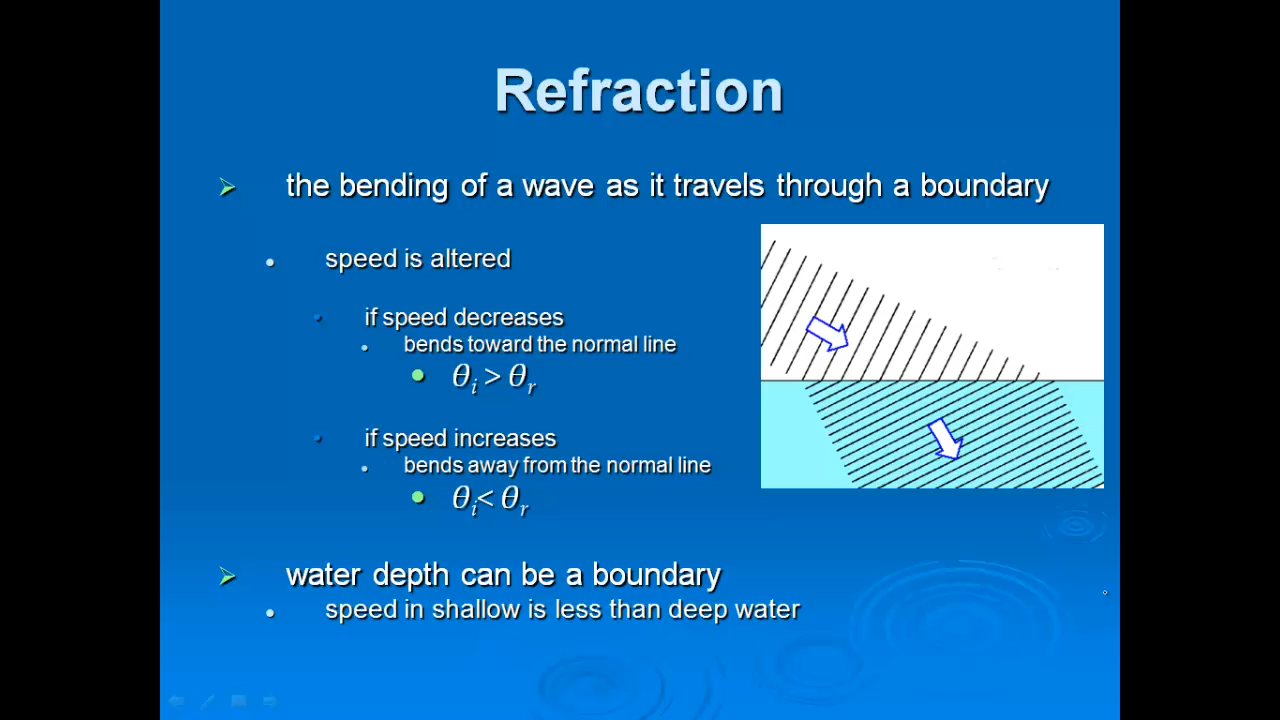 Refraction
the bending of a wave as it travels through a boundary
speed is altered
if speed decreases
bends toward the normal line
θi > θr
if speed increases
bends away from the normal line
θi< θr
water depth can be a boundary
speed in shallow is less than deep water